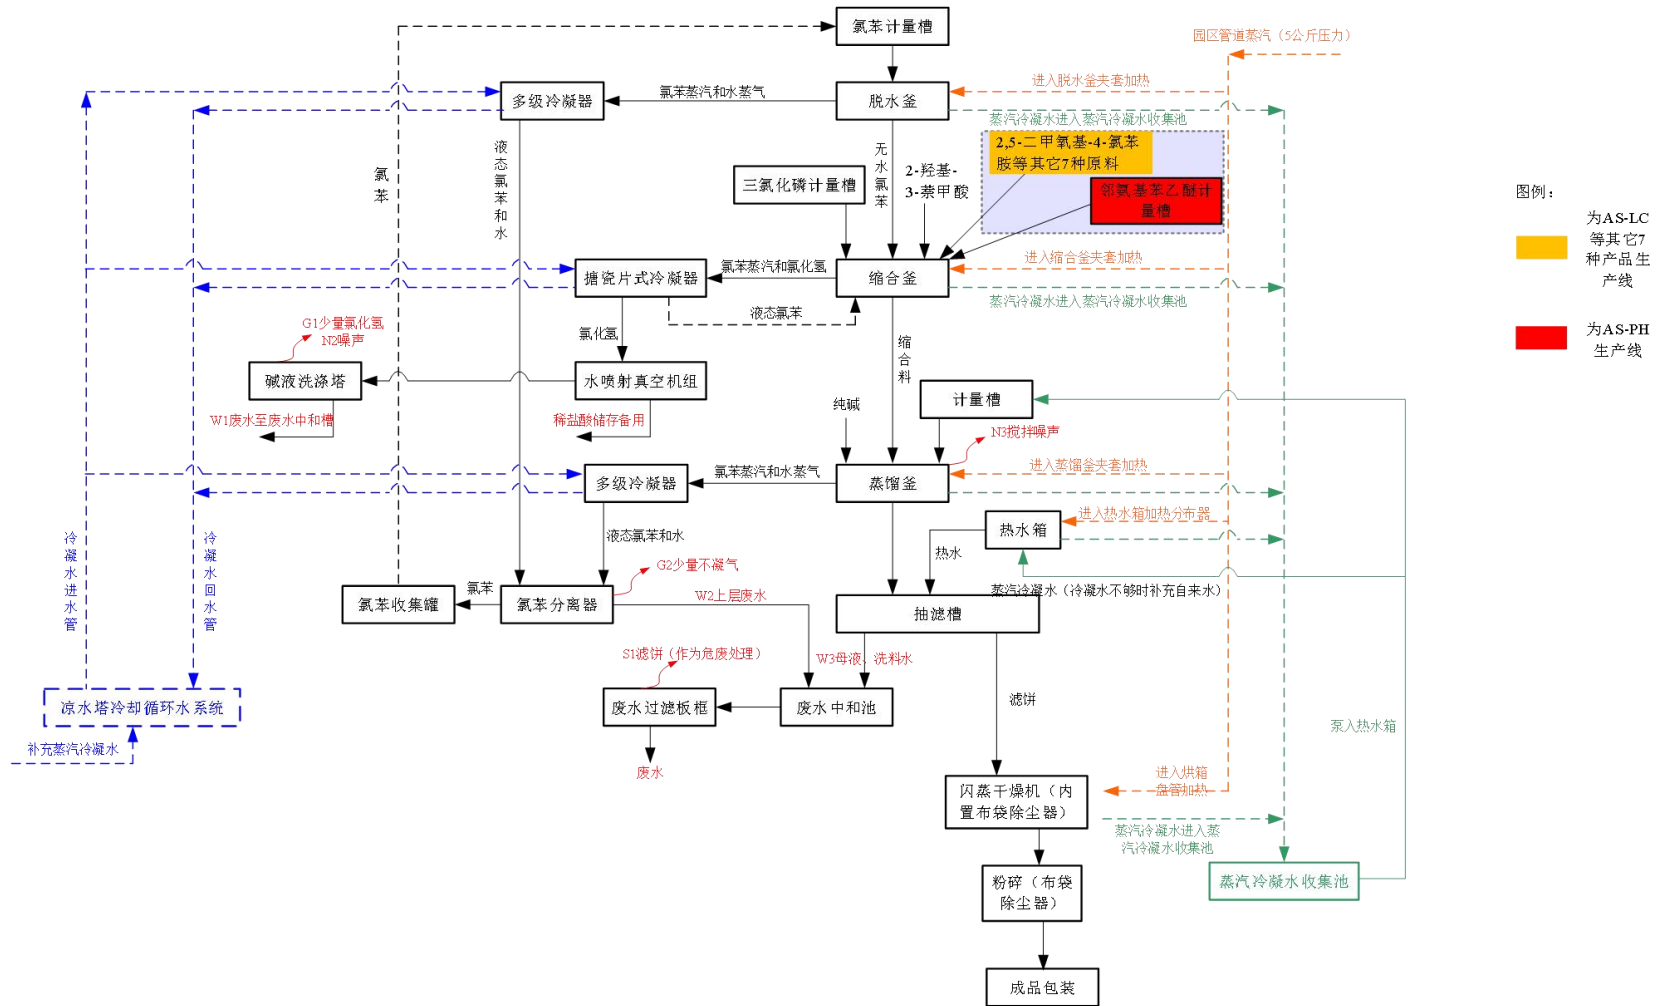 氯苯计量槽
园区管道蒸汽（5公斤压力）
多级冷凝器
氯苯蒸汽和水蒸气
脱水釜
进入脱水釜夹套加热
蒸汽冷凝水进入蒸汽冷凝水收集池
液态氯苯和水
氯苯
无水氯苯
2,5-二甲氧基-4-氯苯
胺等其它7种原料
三氯化磷计量槽
2-羟基-
3-萘甲酸
邻氨基苯乙醚计
量槽
图例：
为AS-LC
等其它7
种产品生
产线
搪瓷片式冷凝器
氯苯蒸汽和氯化氢
缩合釜
进入缩合釜夹套加热
蒸汽冷凝水进入蒸汽冷凝水收集池
液态氯苯
G1少量氯化氢
N2噪声
氯化氢
缩合料
为AS-PH
生产线
碱液洗涤塔
水喷射真空机组
W1废水至废水中和槽
稀盐酸储存备用
纯碱
计量槽
N3搅拌噪声
多级冷凝器
氯苯蒸汽和水蒸气
蒸馏釜
进入蒸馏釜夹套加热
冷凝水进水管
冷凝水回水管
液态氯苯和水
热水
热水箱
进入热水箱加热分布器
G2少量不凝气
氯苯收集罐
氯苯
氯苯分离器
W2上层废水
蒸汽冷凝水（冷凝水不够时补充自来水）
抽滤槽
S1滤饼（作为危废处理）
W3母液、洗料水
凉水塔冷却循环水系统
废水过滤板框
废水中和池
滤饼
泵入热水箱
补充蒸汽冷凝水
废水
闪蒸干燥机（内
置布袋除尘器）
进入烘箱
盘管加热
蒸汽冷凝水进入蒸
汽冷凝水收集池
粉碎（布袋
除尘器）
蒸汽冷凝水收集池
成品包装